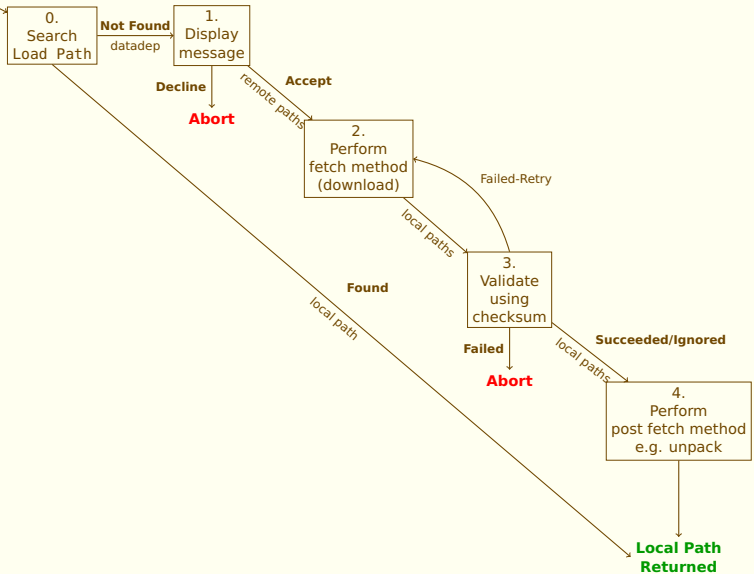 0.
Search
Load Path
Not Found
datadep
1.
Display
message
Decline
Abort
Accept
remote paths
2.
Perform
fetch method
(download)
Failed-Retry
local paths
3.
Validate
using
checksum
Found
local path
Failed
Abort
Succeeded/Ignored
local paths
4.
Perform
post fetch method
e.g. unpack
Local Path
Returned